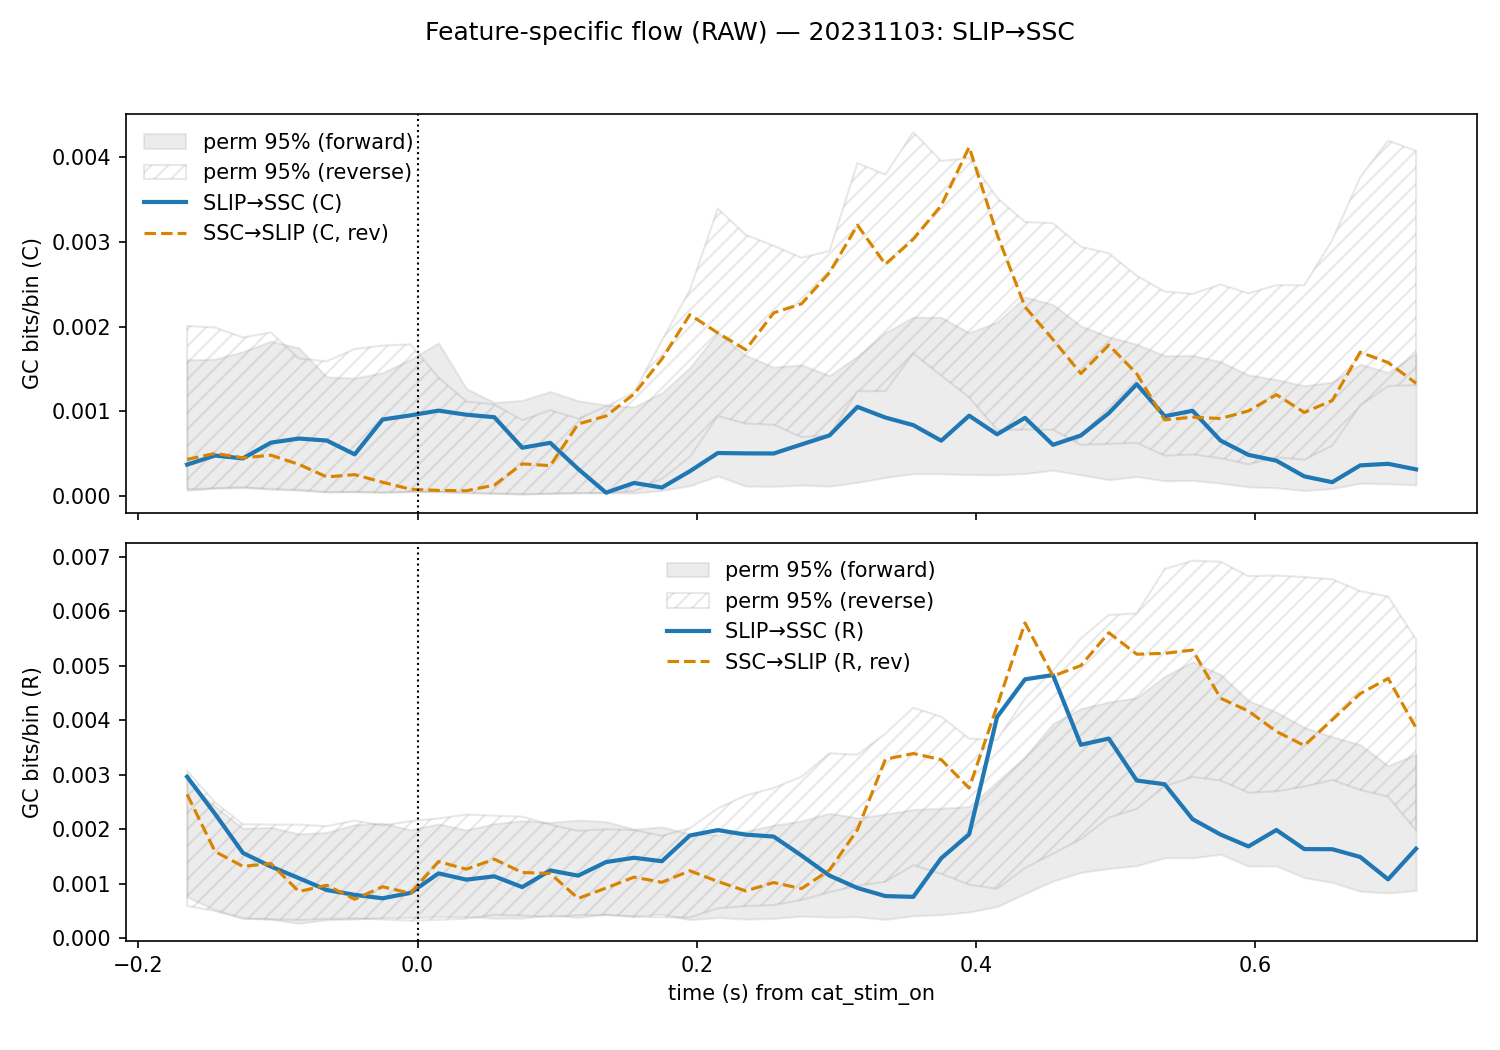 Feature-specific flow (RAW) — 20231103: SLIP→SSC
GC bits/bin (C)
0.004
0.003
0.002
0.001
0.000
perm 95% (forward)
perm 95% (reverse)
SLIP→SSC (C)
SSC→SLIP (C, rev)
GC bits/bin (R)
0.007
0.006
0.005
0.004
0.003
0.002
0.001
0.000
perm 95% (forward)
perm 95% (reverse)
SLIP→SSC (R)
SSC→SLIP (R, rev)
−0.2 0.0 0.2 0.4 0.6
time (s) from cat_stim_on